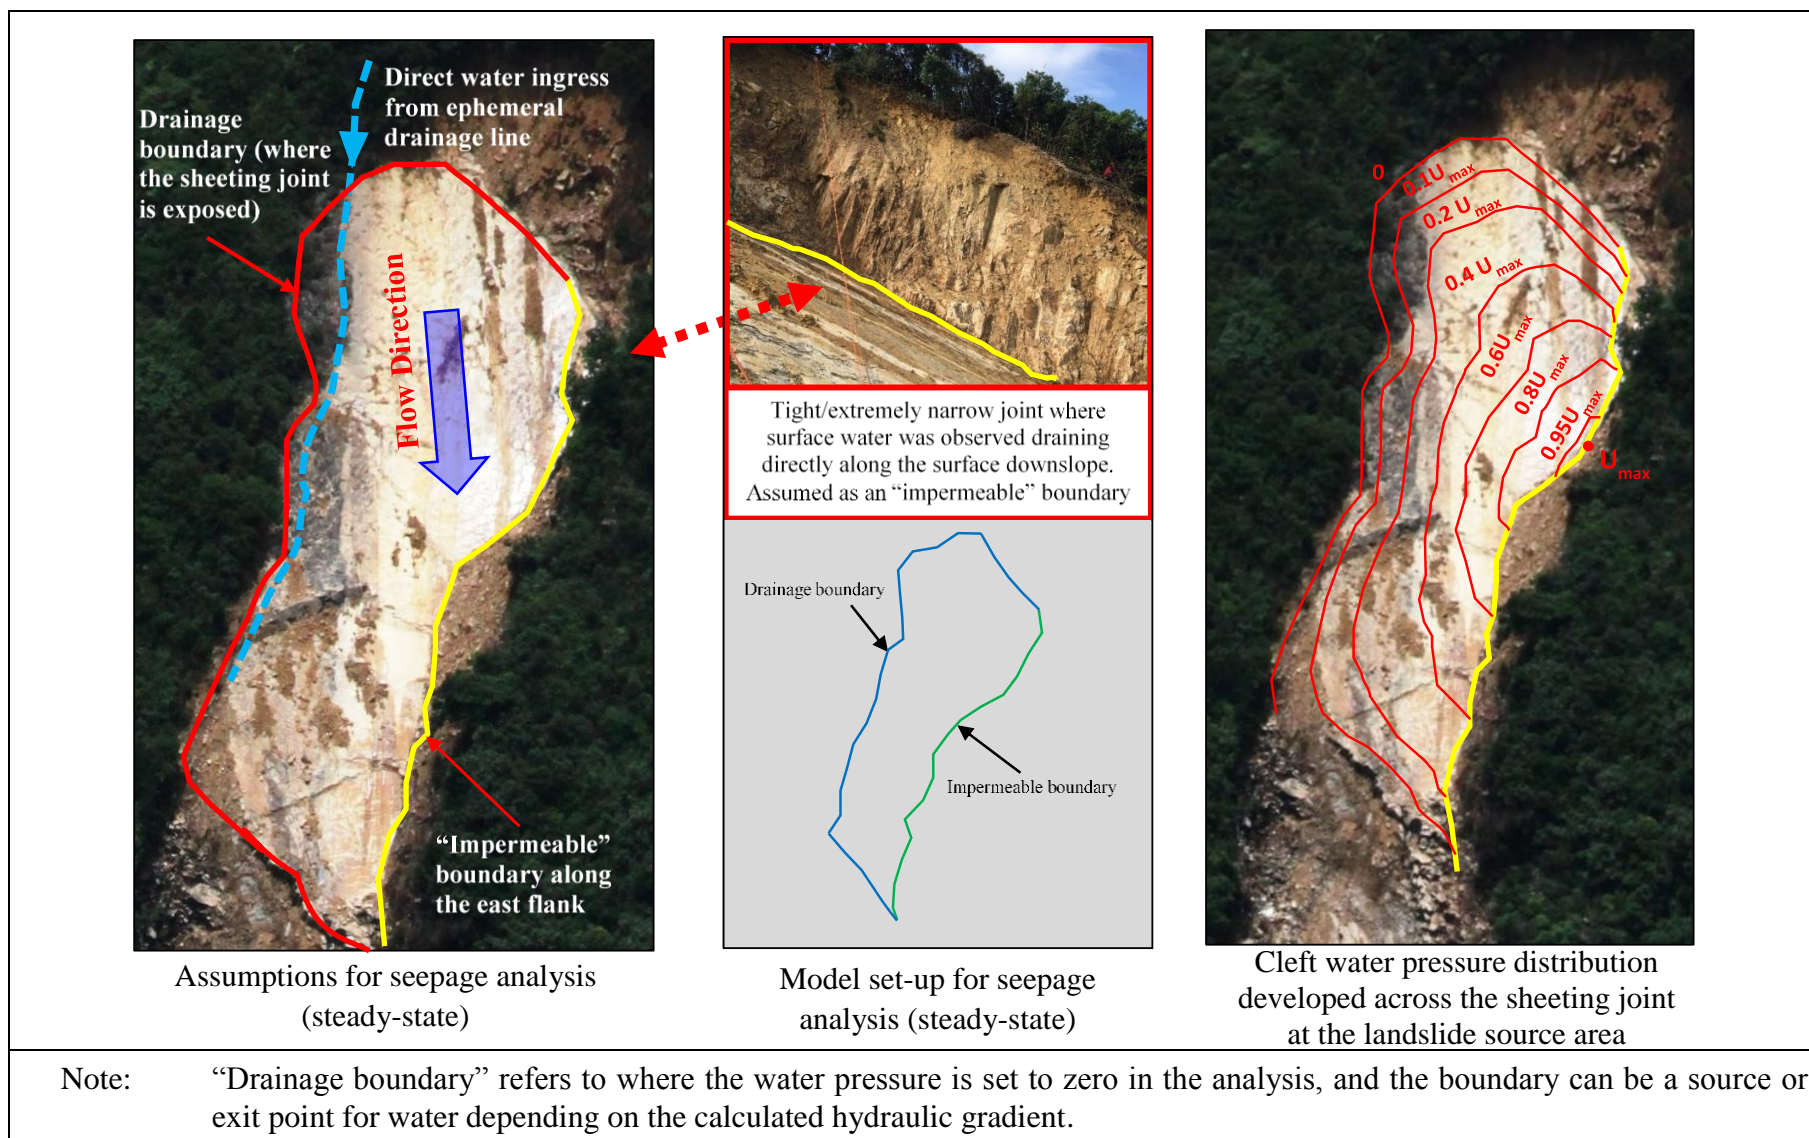 Direct water ingress
from ephemeral
drainage line
Drainage
boundary (where
the sheeting joint
is exposed)
Flow Direction
"Impermeable"
boundary along
the east flank
Assumptions for seepage analysis
(steady-state)
Tight/extremely narrow joint where
surface water was observed draining
directly along the surface downslope.
Assumed as an "impermeable" boundary
Drainage boundary
Impermeable boundary
Model set-up for seepage
analysis (steady-state)
0
0.1U max
0.2 U max
0.4 U max
0.6U max
0.8U max
0.95U max
U max
Cleft water pressure distribution
developed across the sheeting joint
at the landslide source area
Note: "Drainage boundary" refers to where the water pressure is set to zero in the analysis, and the boundary can be a source or
exit point for water depending on the calculated hydraulic gradient.